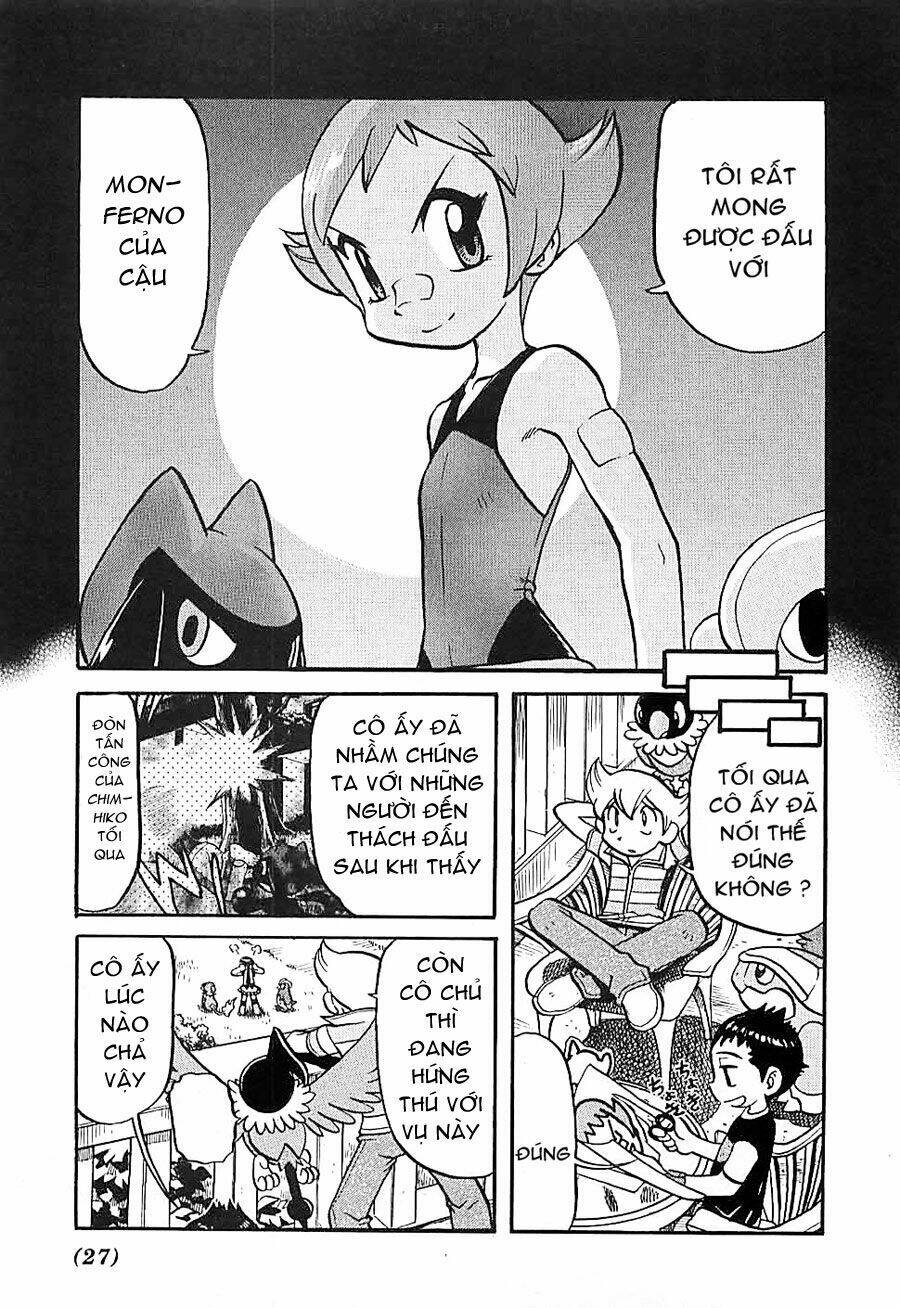 TÔI RẤT
MONG
ĐƯỢC ĐẤU
VỚI
MON-
FERNO
CỦA
CẬU
TỐI QUA
CÔ ẤY ĐÃ
NÓI THẾ
ĐÚNG
KHÔNG ?
ĐÚNG
CÔ ẤY ĐÃ
NHẦM CHÚNG
TA VỚI NHỮNG
NGƯỜI ĐẾN
THÁCH ĐẤU
SAU KHI THẤY
ĐÒN
TẤN
CÔNG CỦA
CHIM-
HIKO
TỐI QUA
CÒN
CÔ CHỦ
THÌ
ĐANG
HỨNG
THÚ VỚI
VỤ NÀY
CÔ ẤY
LÚC
NÀO
CHẢ
VẬY
(27)